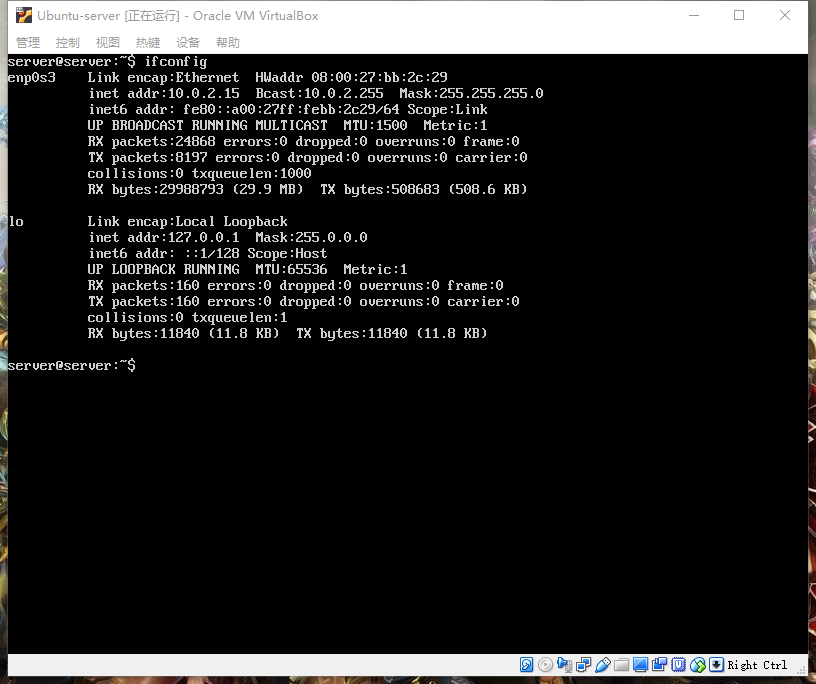 Ubuntu-server [正在运行] - Oracle VM VirtualBox
管理 控制 视图 热键 设备 帮助
server@server:~$ ifconfig
enp0s3    Link encap:Ethernet  HWaddr 08:00:27:bb:2c:29
          inet addr:10.0.2.15  Bcast:10.0.2.255  Mask:255.255.255.0
          inet6 addr: fe80::a00:27ff:febb:2c29/64 Scope:Link
          UP BROADCAST RUNNING MULTICAST  MTU:1500  Metric:1
          RX packets:24868 errors:0 dropped:0 overruns:0 frame:0
          TX packets:8197 errors:0 dropped:0 overruns:0 carrier:0
          collisions:0 txqueuelen:1000
          RX bytes:29988793 (29.9 MB)  TX bytes:508683 (508.6 KB)
lo        Link encap:Local Loopback
          inet addr:127.0.0.1  Mask:255.0.0.0
          inet6 addr: ::1/128 Scope:Host
          UP LOOPBACK RUNNING  MTU:65536  Metric:1
          RX packets:160 errors:0 dropped:0 overruns:0 frame:0
          TX packets:160 errors:0 dropped:0 overruns:0 carrier:0
          collisions:0 txqueuelen:1
          RX bytes:11840 (11.8 KB)  TX bytes:11840 (11.8 KB)
server@server:~$
Right Ctrl